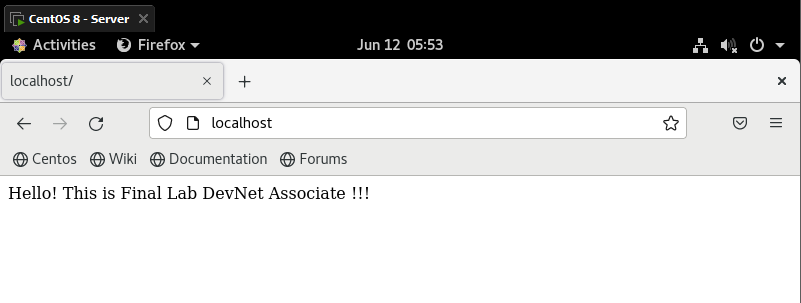 CentOS 8 - Server
Activities Firefox Jun 12 05:53
localhost/
localhost
Centos Wiki Documentation Forums
Hello! This is Final Lab DevNet Associate !!!